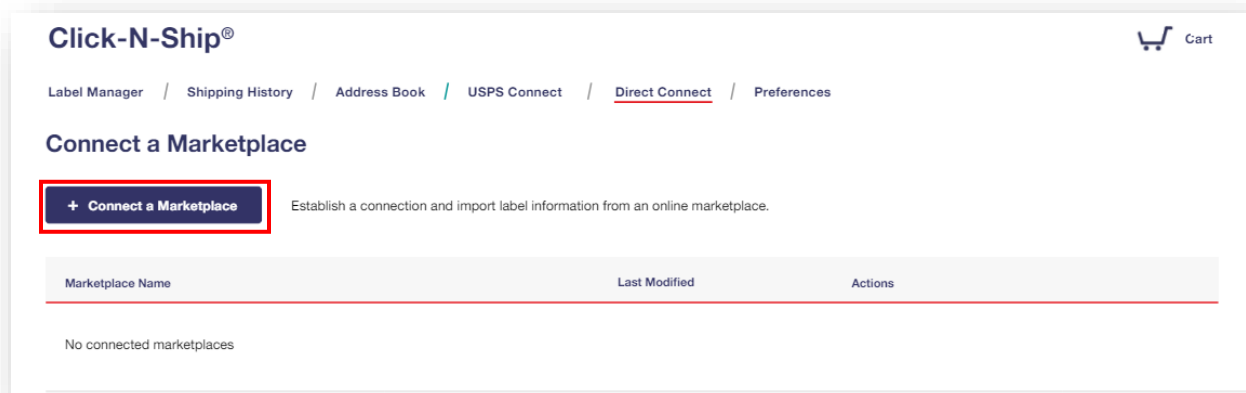 Click-N-Ship®
Cart
Label Manager / Shipping History / Address Book / USPS Connect / Direct Connect / Preferences
Connect a Marketplace
+ Connect a Marketplace Establish a connection and import label information from an online marketplace.
Marketplace Name Last Modified Actions
No connected marketplaces